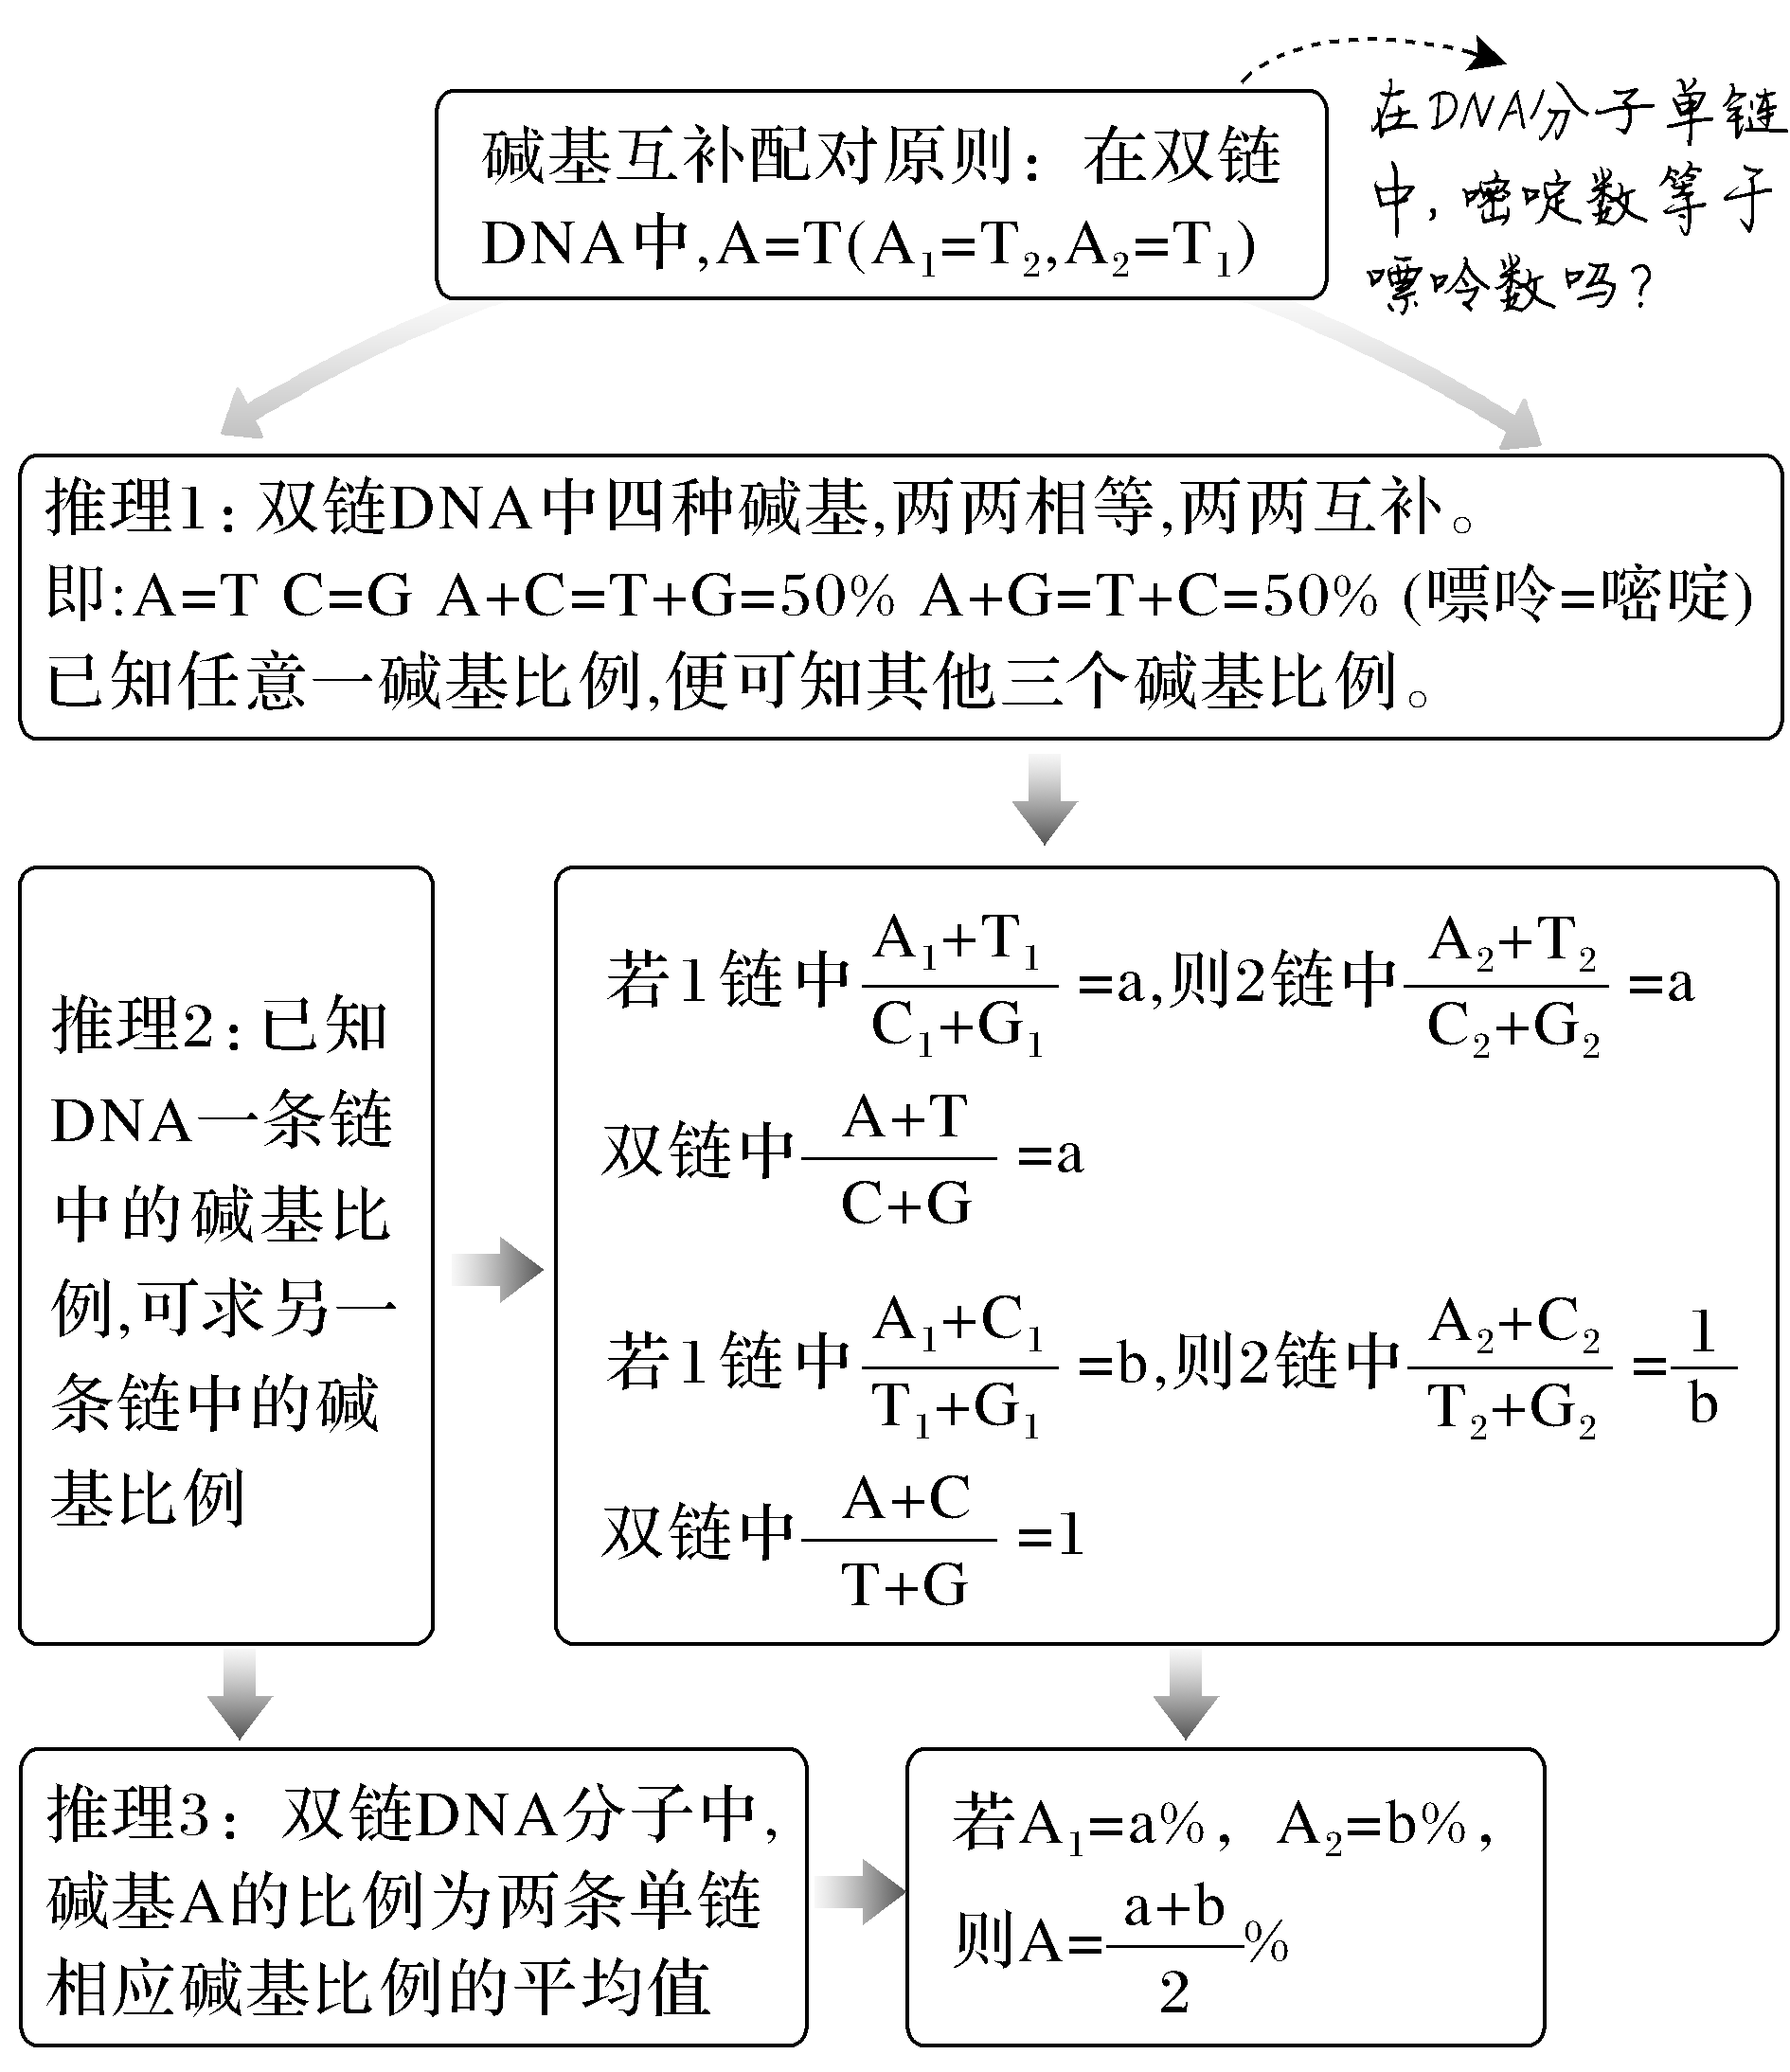 碱基互补配对原则：在双链
DNA中,A=T(A₁=T₂,A₂=T₁)
在DNA分子单链
中,嘧啶数等于
嘌呤数吗？
推理1：双链DNA中四种碱基,两两相等,两两互补。
即:A=T C=G A+C=T+G=50% A+G=T+C=50% (嘌呤=嘧啶)
已知任意一碱基比例,便可知其他三个碱基比例。
推理2：已知
DNA一条链
中的碱基比
例,可求另一
条链中的碱
基比例
若1链中(A₁+T₁)/(C₁+G₁)=a,则2链中(A₂+T₂)/(C₂+G₂)=a
双链中(A+T)/(C+G)=a
若1链中(A₁+C₁)/(T₁+G₁)=b,则2链中(A₂+C₂)/(T₂+G₂)=1/b
双链中(A+C)/(T+G)=1
推理3：双链DNA分子中,
碱基A的比例为两条单链
相应碱基比例的平均值
若A₁=a%, A₂=b%,
则A=(a+b)/2%